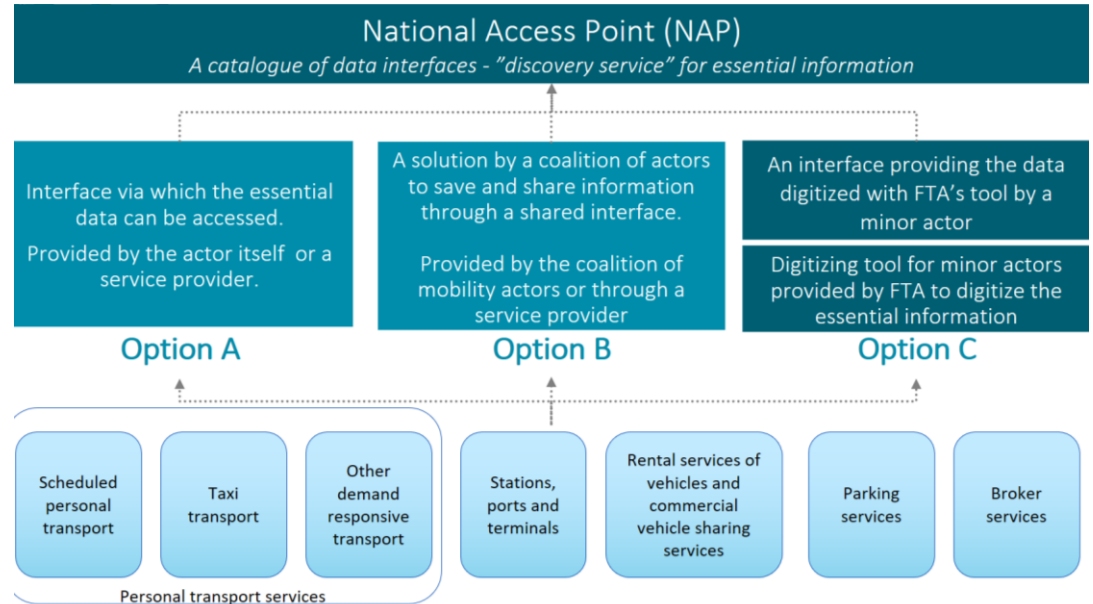 National Access Point (NAP)
A catalogue of data interfaces - ”discovery service” for essential information
Interface via which the essential
data can be accessed.
Provided by the actor itself or a
service provider.
Option A
A solution by a coalition of actors
to save and share information
through a shared interface.
Provided by the coalition of
mobility actors or through a
service provider
Option B
An interface providing the data
digitized with FTA’s tool by a
minor actor
Digitizing tool for minor actors
provided by FTA to digitize the
essential information
Option C
Scheduled
personal
transport
Taxi
transport
Other
demand
responsive
transport
Personal transport services
Stations,
ports and
terminals
Rental services of
vehicles and
commercial
vehicle sharing
services
Parking
services
Broker
services